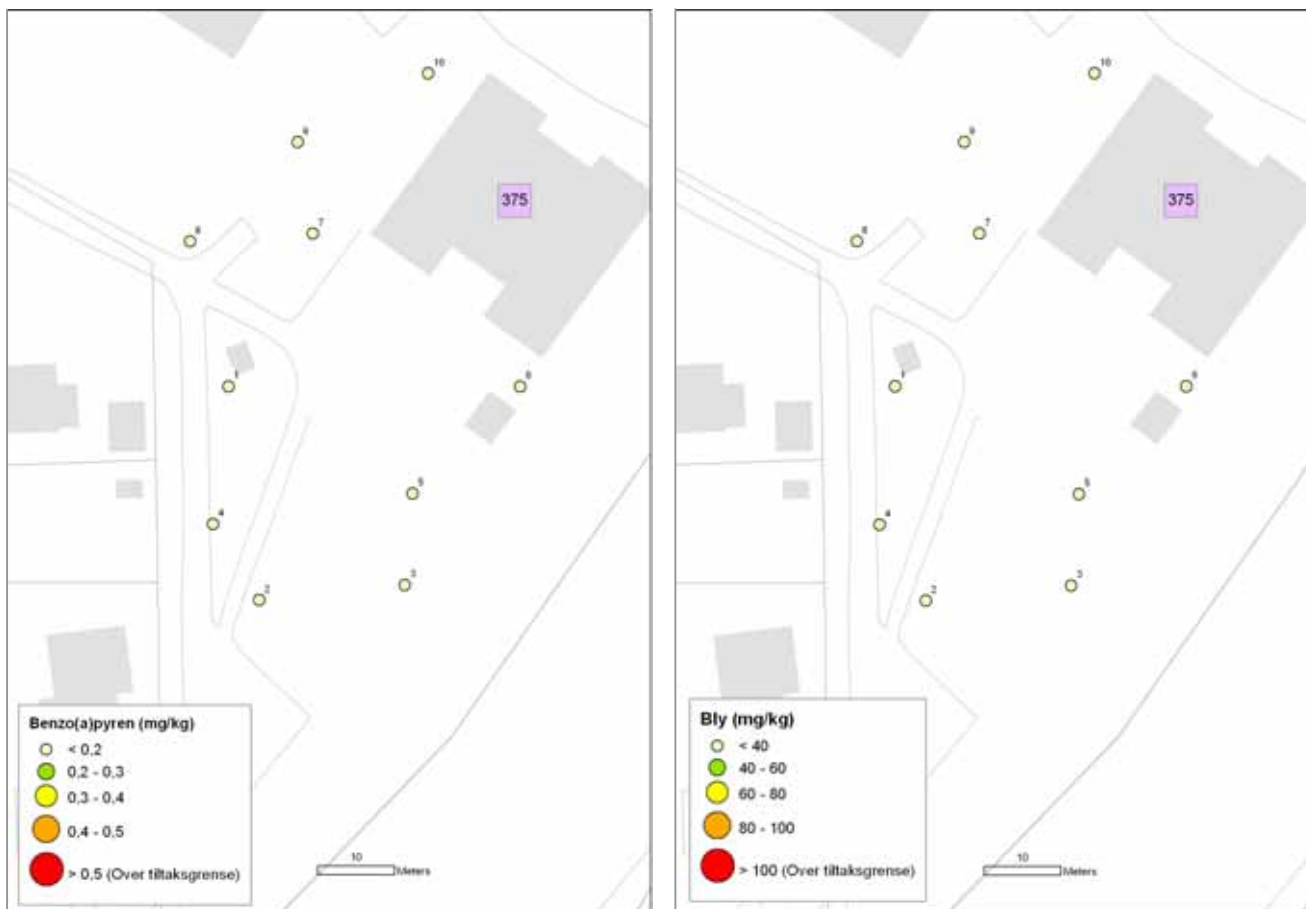 10
9
375
8
7
1
6
5
4
3
2
Benzo(a)pyren (mg/kg)
< 0,2
0,2 - 0,3
0,3 - 0,4
0,4 - 0,5
> 0,5 (Over tiltaksgrense)
10
Meters
10
9
375
8
7
1
6
5
4
3
2
Bly (mg/kg)
< 40
40 - 60
60 - 80
80 - 100
> 100 (Over tiltaksgrense)
10
Meters